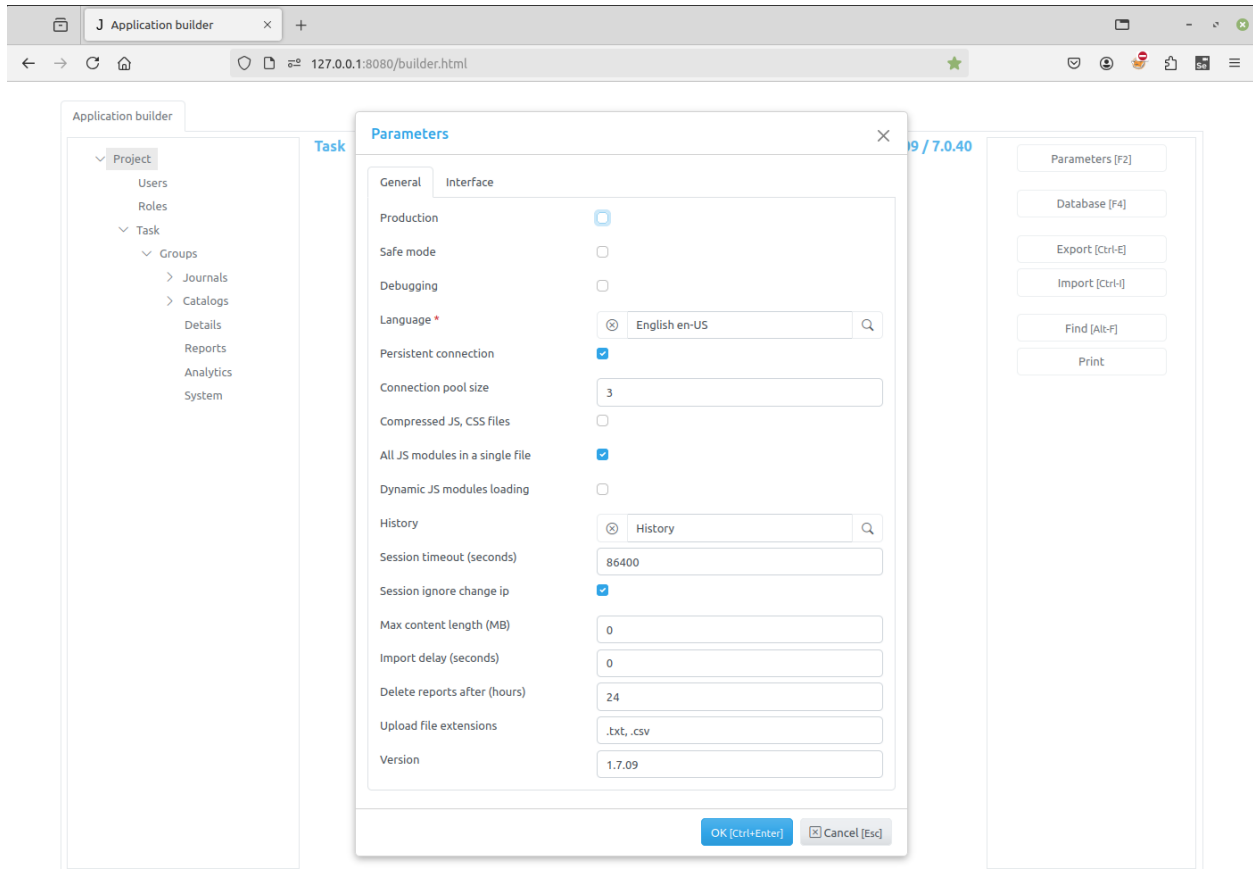 J Application builder
127.0.0.1:8080/builder.html
Se
Application builder
Project
Users
Roles
Task
Groups
Journals
Catalogs
Details
Reports
Analytics
System
Task
09 / 7.0.40
Parameters
General Interface
Production
Safe mode
Debugging
Language * English en-US
Persistent connection
Connection pool size 3
Compressed JS, CSS files
All JS modules in a single file
Dynamic JS modules loading
History History
Session timeout (seconds) 86400
Session ignore change ip
Max content length (MB) 0
Import delay (seconds) 0
Delete reports after (hours) 24
Upload file extensions .txt, .csv
Version 1.7.09
OK [Ctrl+Enter] Cancel [Esc]
Parameters [F2]
Database [F4]
Export [Ctrl-E]
Import [Ctrl-I]
Find [Alt-F]
Print